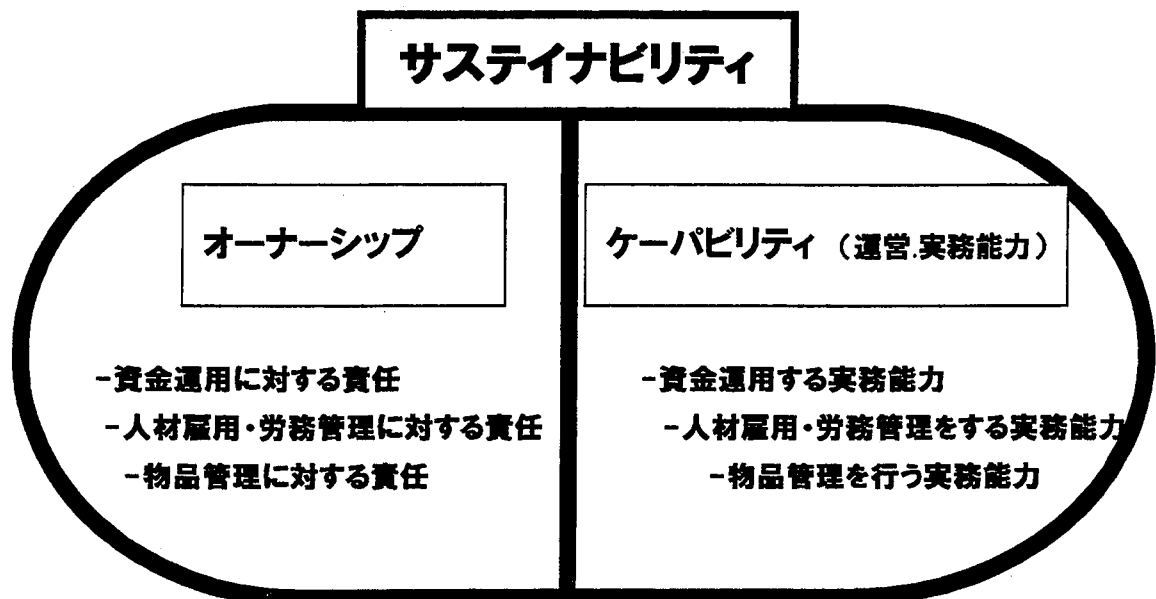 サステイナビリティ
オーナーシップ
-資金運用に対する責任
-人材雇用・労務管理に対する責任
-物品管理に対する責任
ケーパビリティ（運営.実務能力）
-資金運用する実務能力
-人材雇用・労務管理をする実務能力
-物品管理を行う実務能力